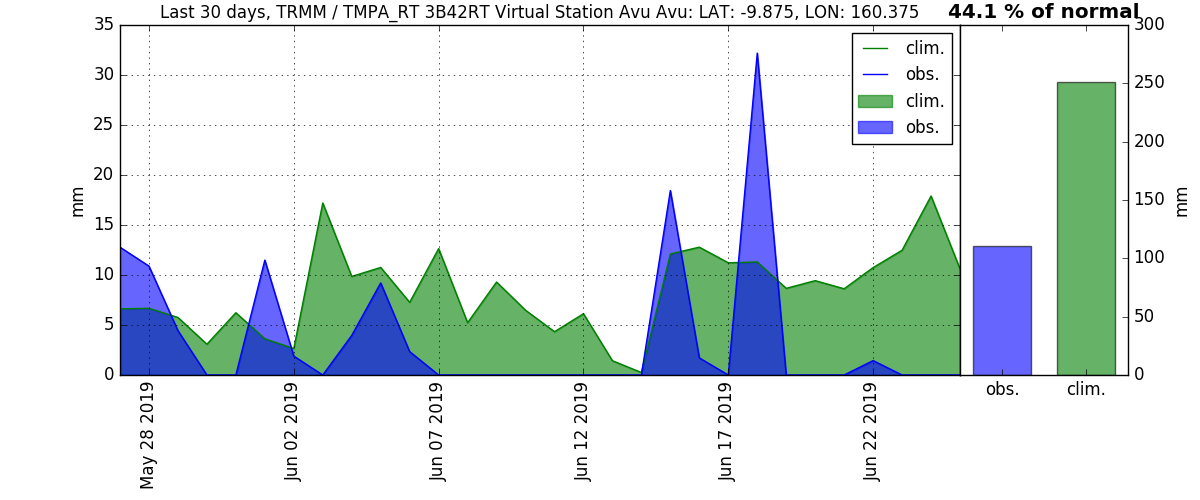 Last 30 days, TRMM / TMPA_RT 3B42RT Virtual Station Avu Avu: LAT: -9.875, LON: 160.375
44.1 % of normal
35
30
25
20
15
10
5
0
mm
May 28 2019
Jun 02 2019
Jun 07 2019
Jun 12 2019
Jun 17 2019
Jun 22 2019
clim.
obs.
clim.
obs.
300
250
200
150
100
50
0
mm
obs.
clim.